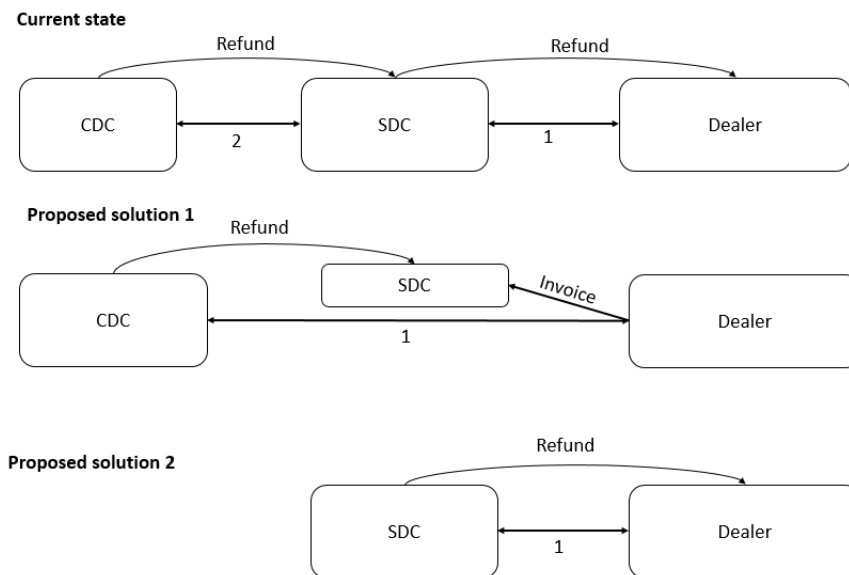 Current state
Refund
Refund
CDC
SDC
Dealer
2
1
Proposed solution 1
Refund
SDC
Invoice
CDC
Dealer
1
Proposed solution 2
Refund
SDC
Dealer
1